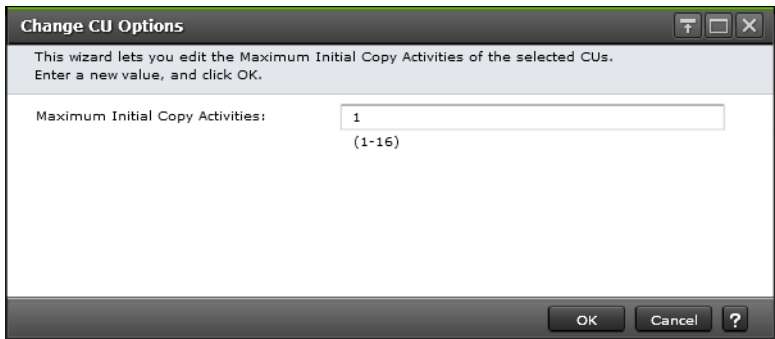 Change CU Options
This wizard lets you edit the Maximum Initial Copy Activities of the selected CUs.
Enter a new value, and click OK.
Maximum Initial Copy Activities:
1
(1-16)
OK
Cancel
?